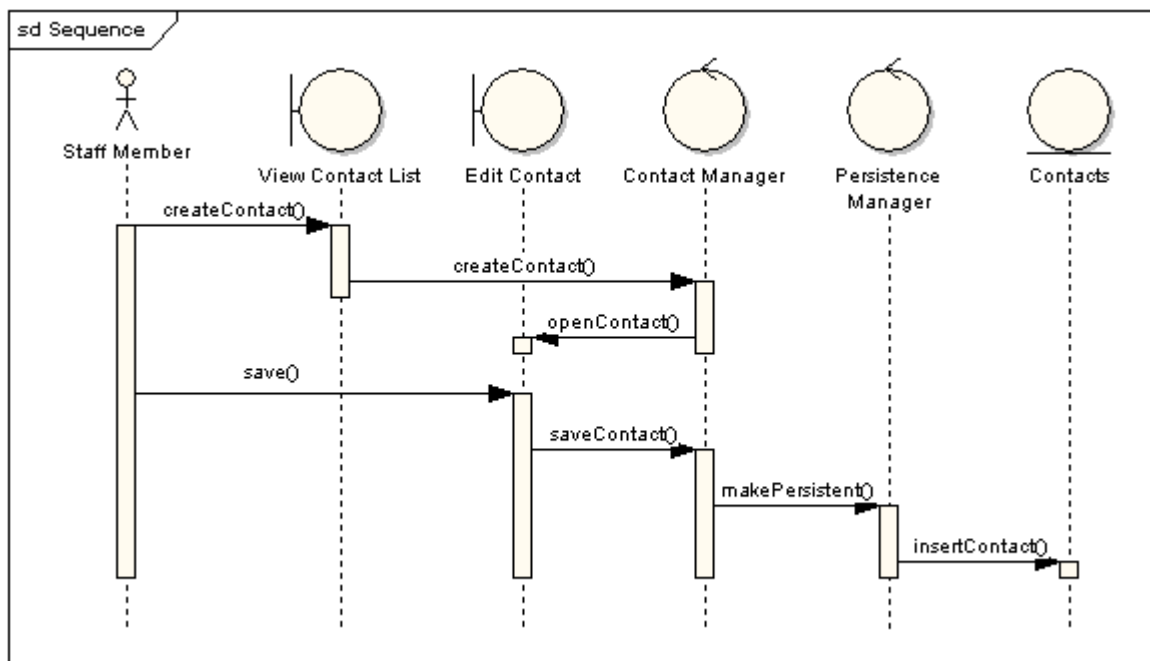 sd Sequence
Staff Member
View Contact List
Edit Contact
Contact Manager
Persistence
Manager
Contacts
createContact()
createContact()
openContact()
save()
saveContact()
makePersistent()
insertContact()